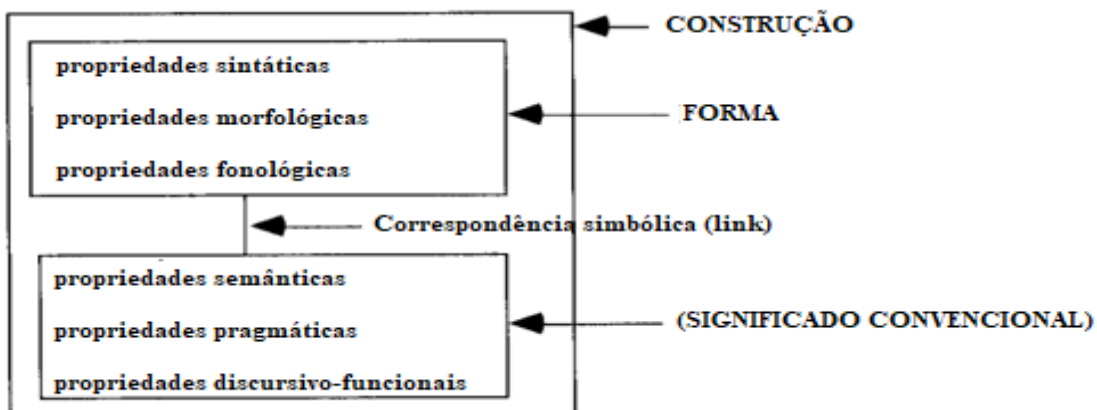 CONSTRUÇÃO
propriedades sintáticas
propriedades morfológicas
FORMA
propriedades fonológicas
Correspondência simbólica (link)
propriedades semânticas
propriedades pragmáticas
(SIGNIFICADO CONVENCIONAL)
propriedades discursivo-funcionais